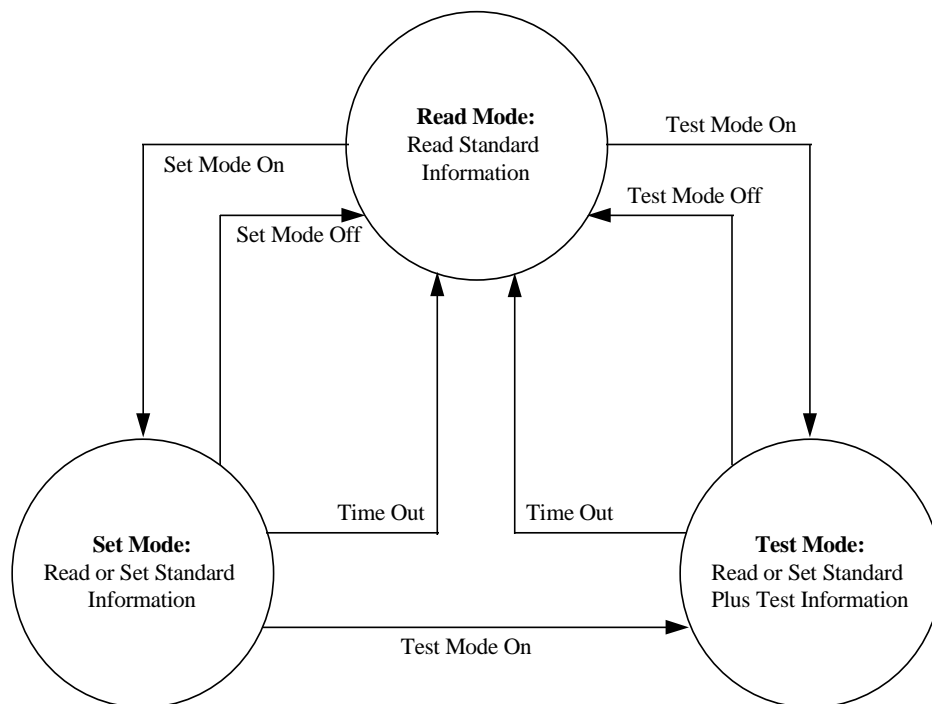 Read Mode:
Read Standard
Information
Test Mode On
Set Mode On
Test Mode Off
Set Mode Off
Time Out
Time Out
Set Mode:
Read or Set Standard
Information
Test Mode:
Read or Set Standard
Plus Test Information
Test Mode On